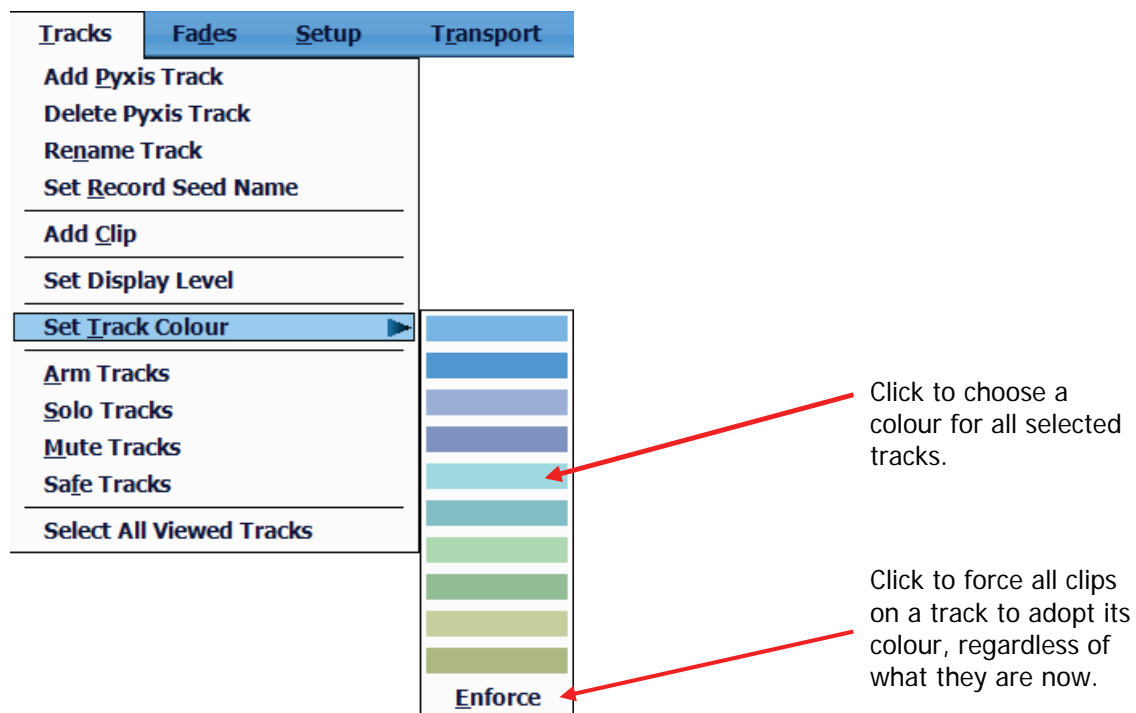 Tracks Fades Setup Transport
Add Pyxis Track
Delete Pyxis Track
Rename Track
Set Record Seed Name
Add Clip
Set Display Level
Set Track Colour
Arm Tracks
Solo Tracks
Mute Tracks
Safe Tracks
Select All Viewed Tracks
Enforce
Click to choose a
colour for all selected
tracks.
Click to force all clips
on a track to adopt its
colour, regardless of
what they are now.